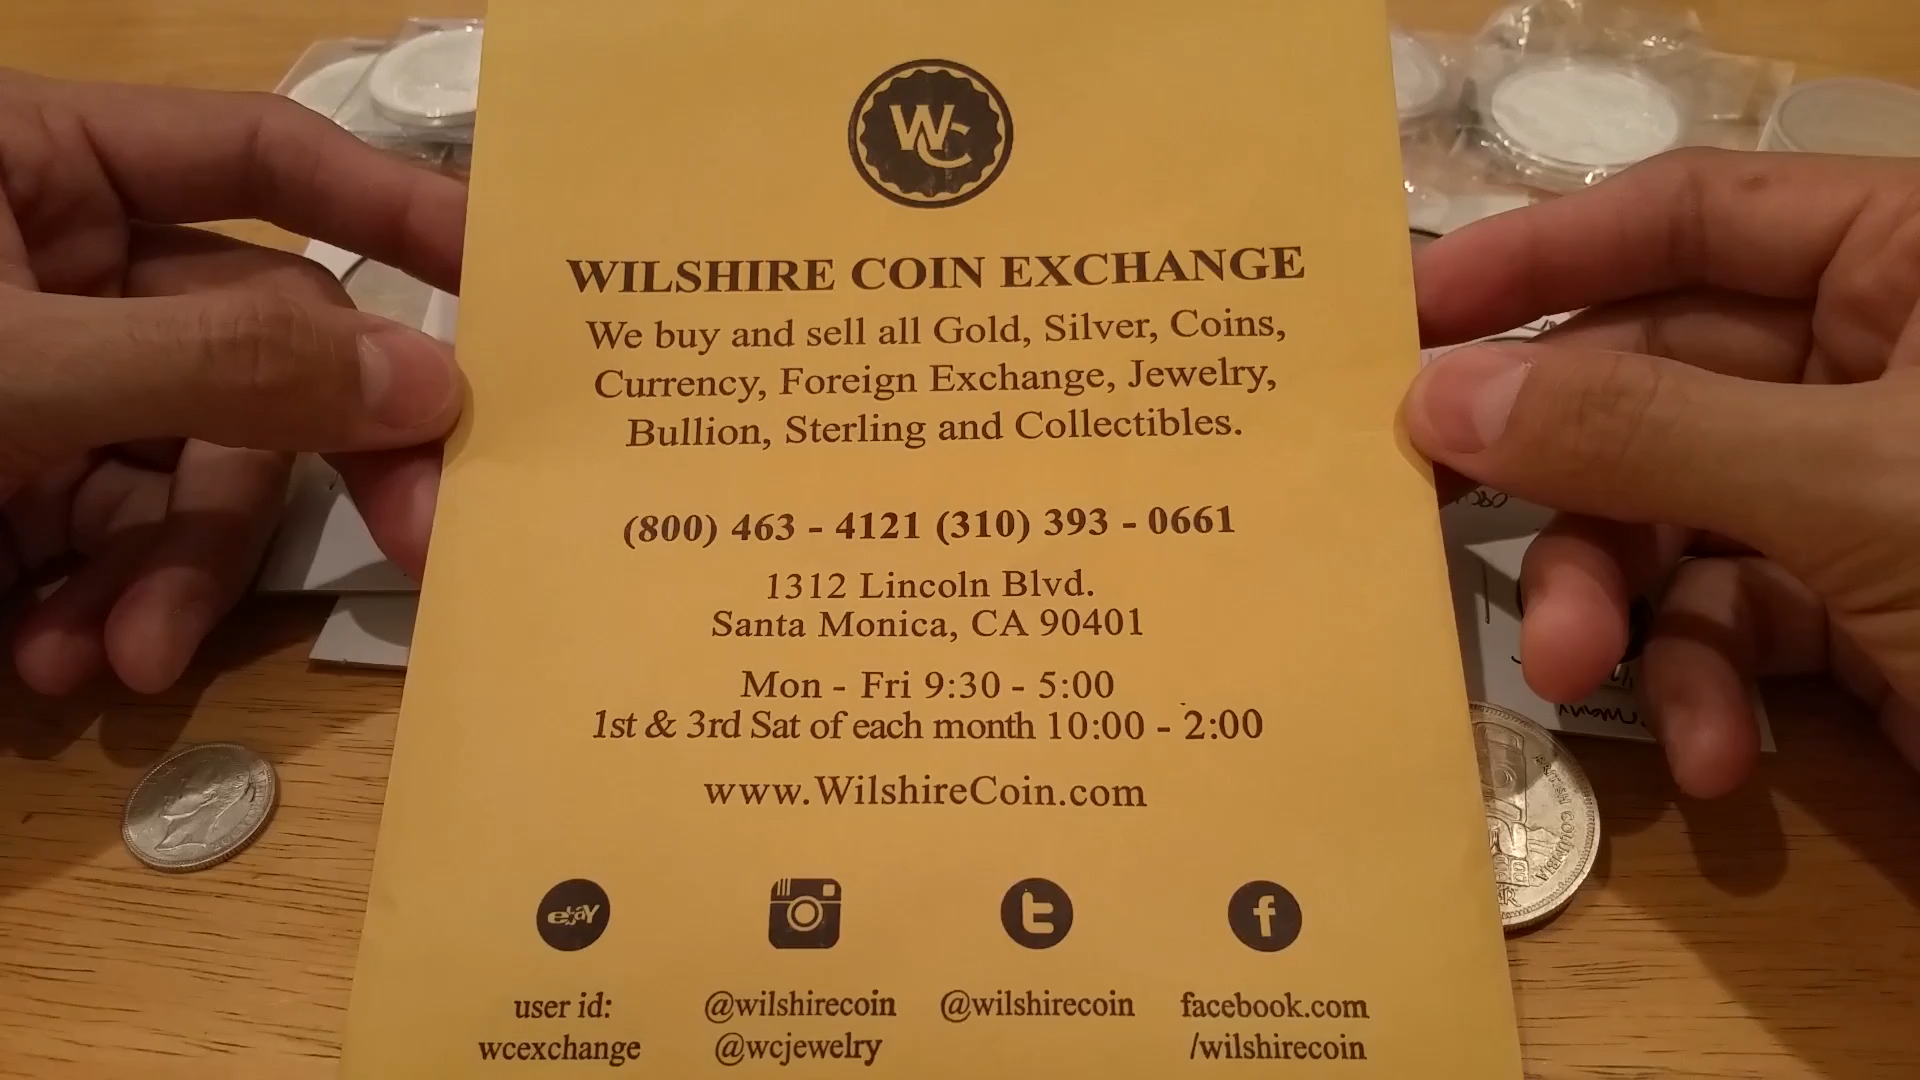 WC
WILSHIRE COIN EXCHANGE
We buy and sell all Gold, Silver, Coins,
Currency, Foreign Exchange, Jewelry,
Bullion, Sterling and Collectibles.
(800) 463 - 4121 (310) 393 - 0661
1312 Lincoln Blvd.
Santa Monica, CA 90401
Mon - Fri 9:30 - 5:00
1st & 3rd Sat of each month 10:00 - 2:00
www.WilshireCoin.com
ebaY
t
f
user id:
wcexchange
@wilshirecoin
@wcjewelry
@wilshirecoin
facebook.com
/wilshirecoin
BRITISH COLUMBIA